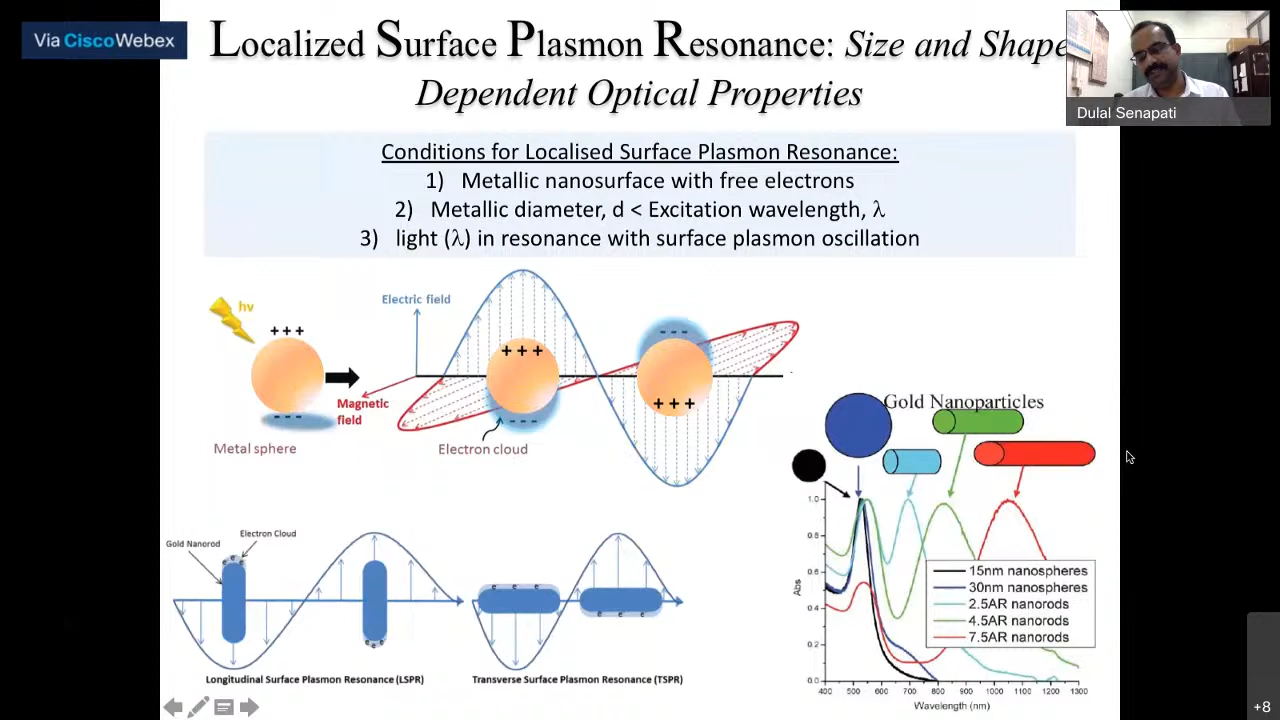 Via Cisco Webex
Localized Surface Plasmon Resonance: Size and Shape
Dependent Optical Properties
Dulal Senapati
Conditions for Localised Surface Plasmon Resonance:
1) Metallic nanosurface with free electrons
2) Metallic diameter, d < Excitation wavelength, λ
3) light (λ) in resonance with surface plasmon oscillation
hν
+ + +
- - -
Metal sphere
Electric field
Magnetic
field
+ + +
- - -
Electron cloud
- - -
+ + +
Gold Nanoparticles
Gold Nanorod
Electron Cloud
e e e
e e e
Longitudinal Surface Plasmon Resonance (LSPR)
e e e
e e e
Transverse Surface Plasmon Resonance (TSPR)
Abs
1.0
0.8
0.6
0.4
0.2
0.0
15nm nanospheres
30nm nanospheres
2.5AR nanorods
4.5AR nanorods
7.5AR nanorods
400 500 600 700 800 900 1000 1100 1200 1300
Wavelength (nm)
+8